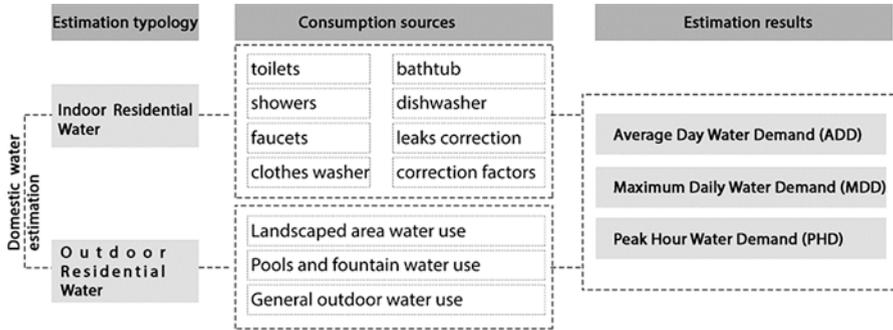 Estimation typology
Consumption sources
Estimation results
Domestic water
estimation
Indoor Residential
Water
toilets
bathtub
showers
dishwasher
faucets
leaks correction
clothes washer
correction factors
Outdoor
Residential
Water
Landscaped area water use
Pools and fountain water use
General outdoor water use
Average Day Water Demand (ADD)
Maximum Daily Water Demand (MDD)
Peak Hour Water Demand (PHD)